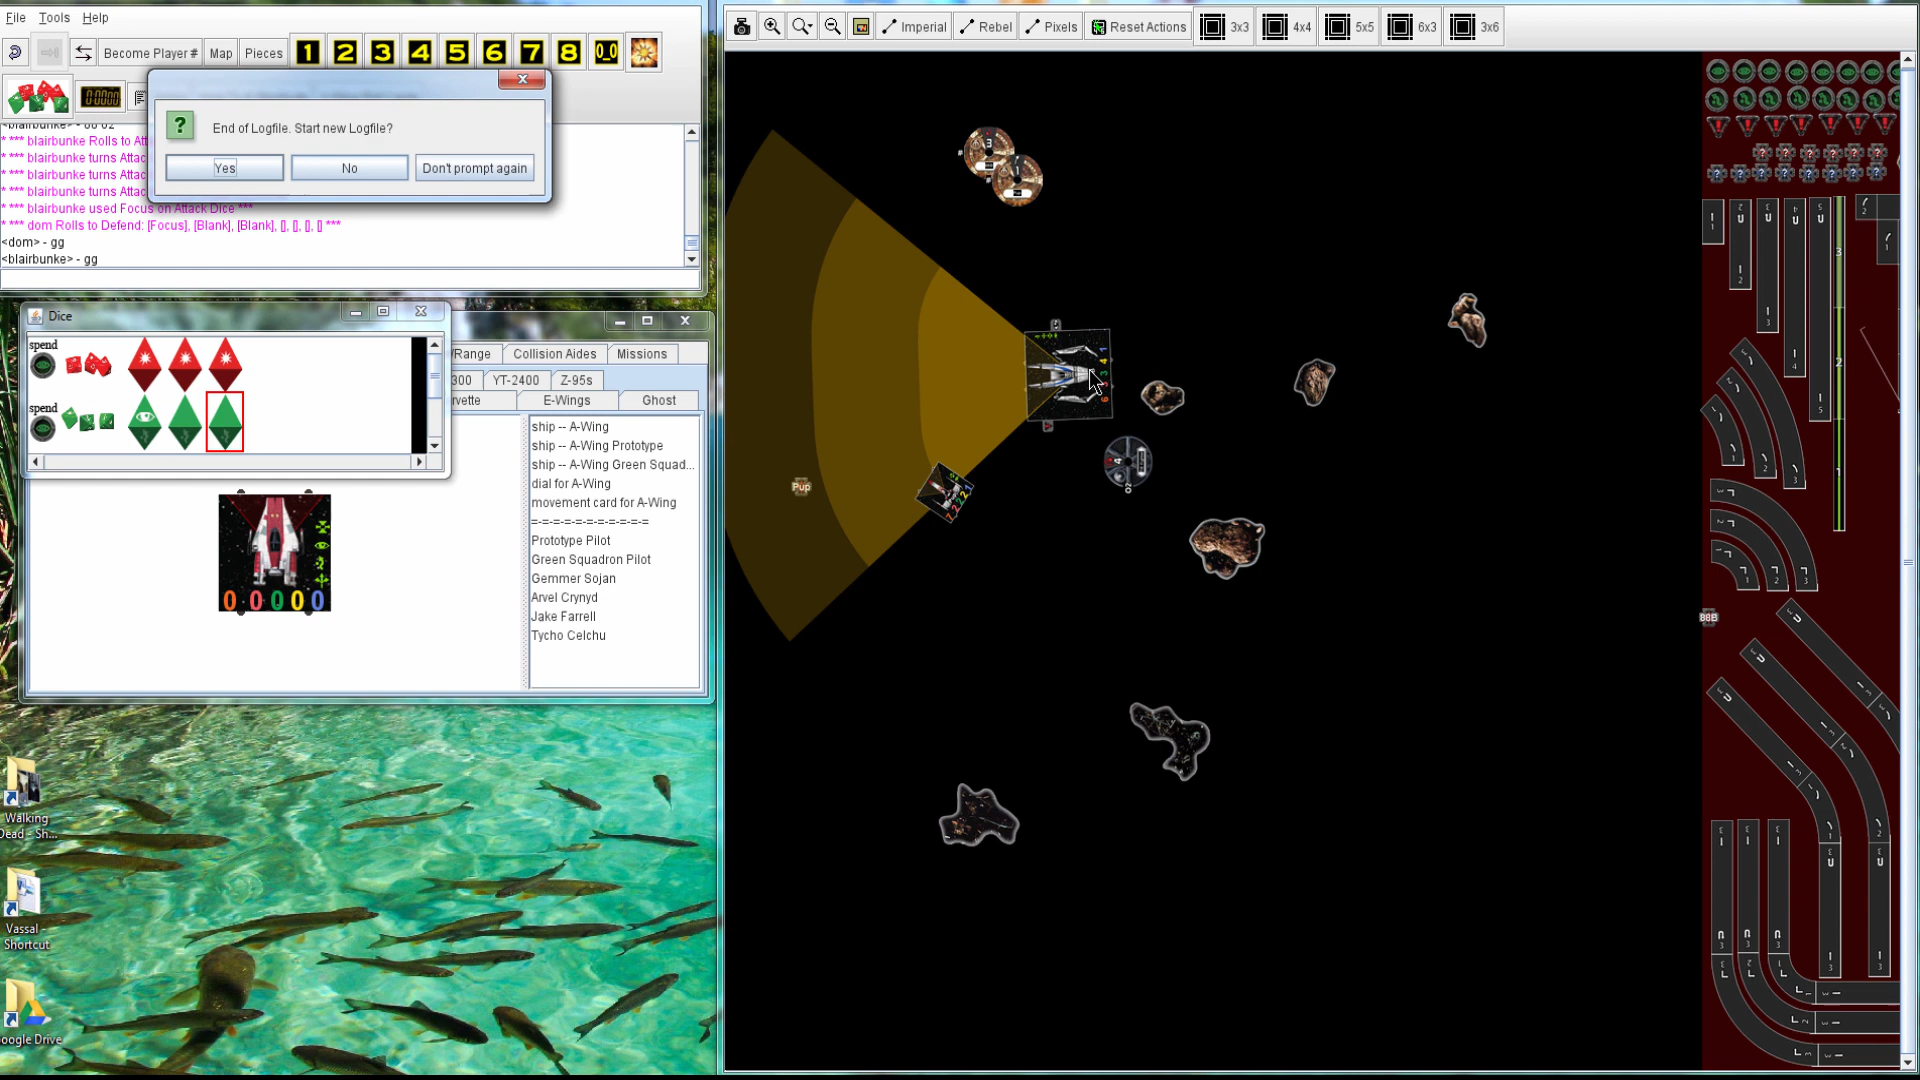 File Tools Help
Become Player # Map Pieces 1 2 3 4 5 6 7 8
End of Logfile. Start new Logfile?
Yes No Don't prompt again
* *** blairbunke Rolls to Att
* *** blairbunke turns Attac
* *** blairbunke turns Attac
* *** blairbunke turns Attac
* *** blairbunke used Focus on Attack Dice ***
* *** dom Rolls to Defend: [Focus], [Blank], [Blank], [], [], [], [] ***
<dom> - gg
<blairbunke> - gg
Dice
spend
spend
/Range Collision Aides Missions
300 YT-2400 Z-95s
rvette E-Wings Ghost
ship -- A-Wing
ship -- A-Wing Prototype
ship -- A-Wing Green Squad...
dial for A-Wing
movement card for A-Wing
=-=-=-=-=-=-=-=-=-=
Prototype Pilot
Green Squadron Pilot
Gemmer Sojan
Arvel Crynyd
Jake Farrell
Tycho Celchu
0 0 0 0 0
Walking
Dead - Sh...
Vassal -
Shortcut
oogle Drive
Imperial Rebel Pixels Reset Actions 3x3 4x4 5x5 6x3 3x6
Pup